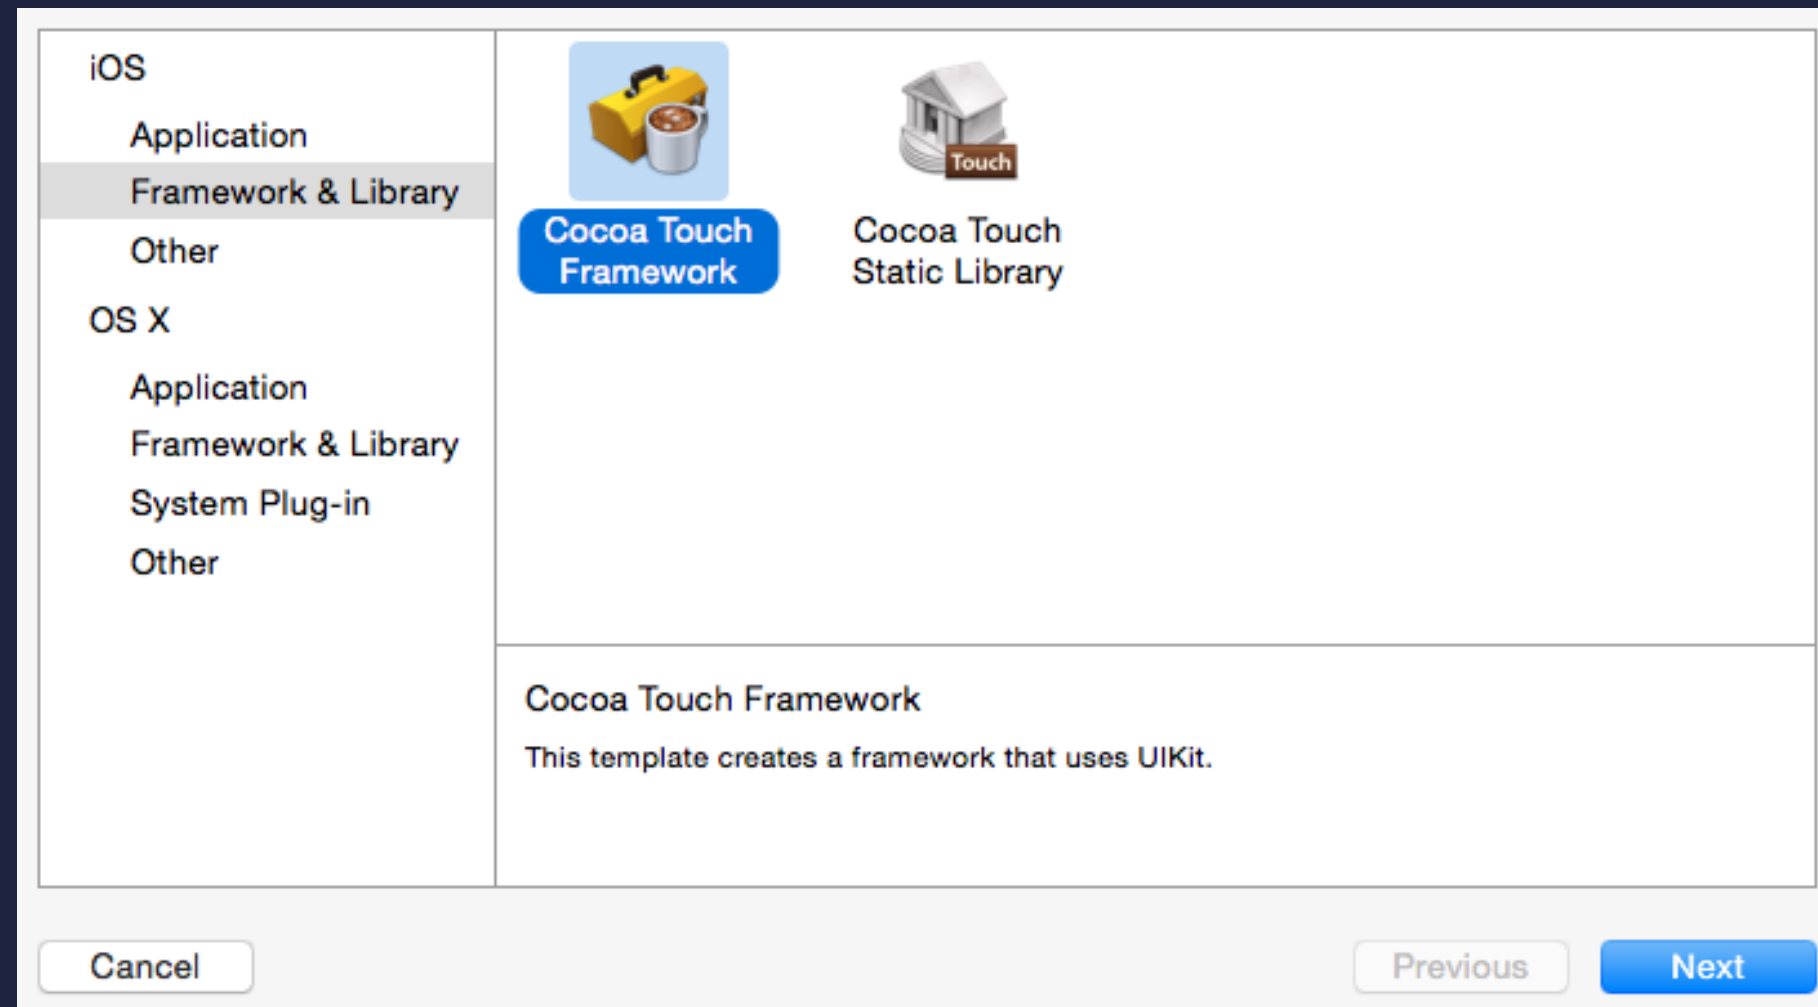 iOS
Application
Framework & Library
Other
OS X
Application
Framework & Library
System Plug-in
Other
Touch
Cocoa Touch
Framework
Cocoa Touch
Static Library
Cocoa Touch Framework
This template creates a framework that uses UIKit.
Cancel
Previous
Next